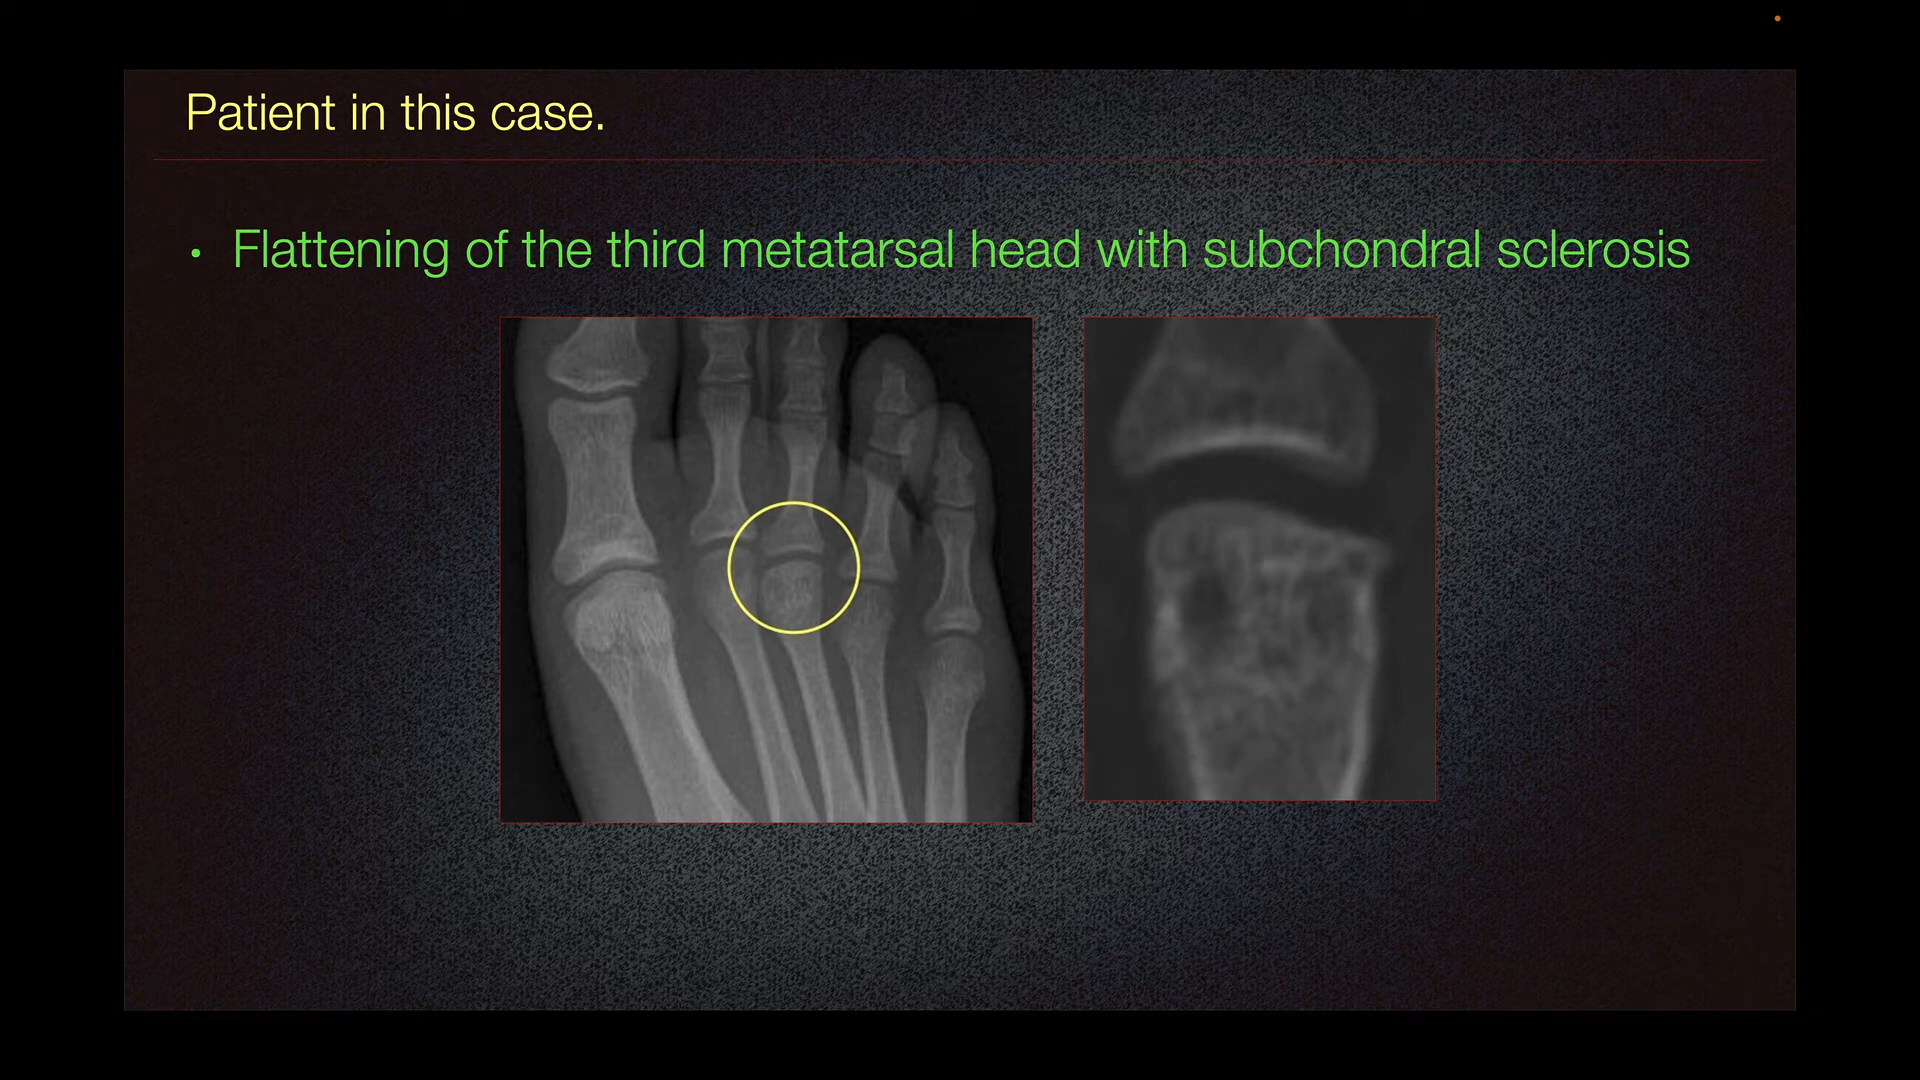 Patient in this case.
• Flattening of the third metatarsal head with subchondral sclerosis